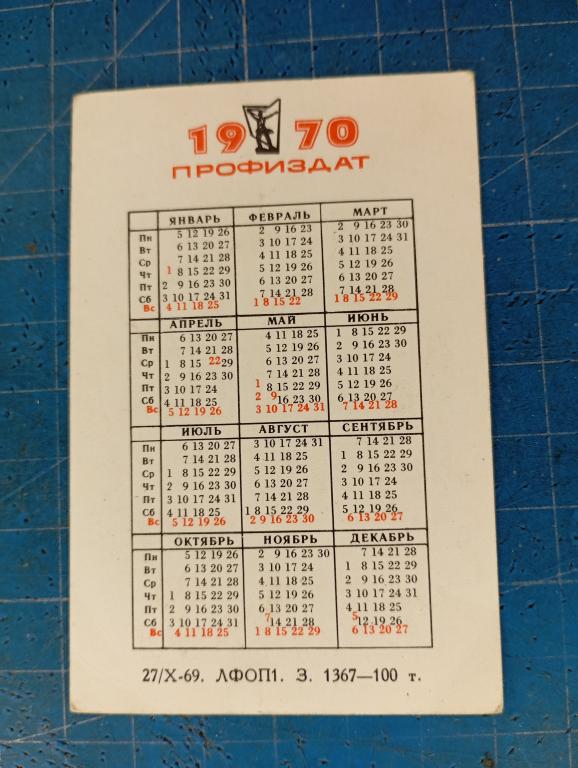 1970
ПРОФИЗДАТ
ЯНВАРЬ ФЕВРАЛЬ МАРТ
Пн 5 12 19 26 2 9 16 23 2 9 16 23 30
Вт 6 13 20 27 3 10 17 24 3 10 17 24 31
Ср 7 14 21 28 4 11 18 25 4 11 18 25
Чт 1 8 15 22 29 5 12 19 26 5 12 19 26
Пт 2 9 16 23 30 6 13 20 27 6 13 20 27
Сб 3 10 17 24 31 7 14 21 28 7 14 21 28
Вс 4 11 18 25 1 8 15 22 1 8 15 22 29
АПРЕЛЬ МАЙ ИЮНЬ
Пн 6 13 20 27 4 11 18 25 1 8 15 22 29
Вт 7 14 21 28 5 12 19 26 2 9 16 23 30
Ср 1 8 15 22 29 6 13 20 27 3 10 17 24
Чт 2 9 16 23 30 7 14 21 28 4 11 18 25
Пт 3 10 17 24 1 8 15 22 29 5 12 19 26
Сб 4 11 18 25 2 9 16 23 30 6 13 20 27
Вс 5 12 19 26 3 10 17 24 31 7 14 21 28
ИЮЛЬ АВГУСТ СЕНТЯБРЬ
Пн 6 13 20 27 3 10 17 24 31 7 14 21 28
Вт 7 14 21 28 4 11 18 25 1 8 15 22 29
Ср 1 8 15 22 29 5 12 19 26 2 9 16 23 30
Чт 2 9 16 23 30 6 13 20 27 3 10 17 24
Пт 3 10 17 24 31 7 14 21 28 4 11 18 25
Сб 4 11 18 25 1 8 15 22 29 5 12 19 26
Вс 5 12 19 26 2 9 16 23 30 6 13 20 27
ОКТЯБРЬ НОЯБРЬ ДЕКАБРЬ
Пн 5 12 19 26 2 9 16 23 30 7 14 21 28
Вт 6 13 20 27 3 10 17 24 1 8 15 22 29
Ср 7 14 21 28 4 11 18 25 2 9 16 23 30
Чт 1 8 15 22 29 5 12 19 26 3 10 17 24 31
Пт 2 9 16 23 30 6 13 20 27 4 11 18 25
Сб 3 10 17 24 31 7 14 21 28 5 12 19 26
Вс 4 11 18 25 1 8 15 22 29 6 13 20 27
27/X-69. ЛФОП1. З. 1367—100 т.